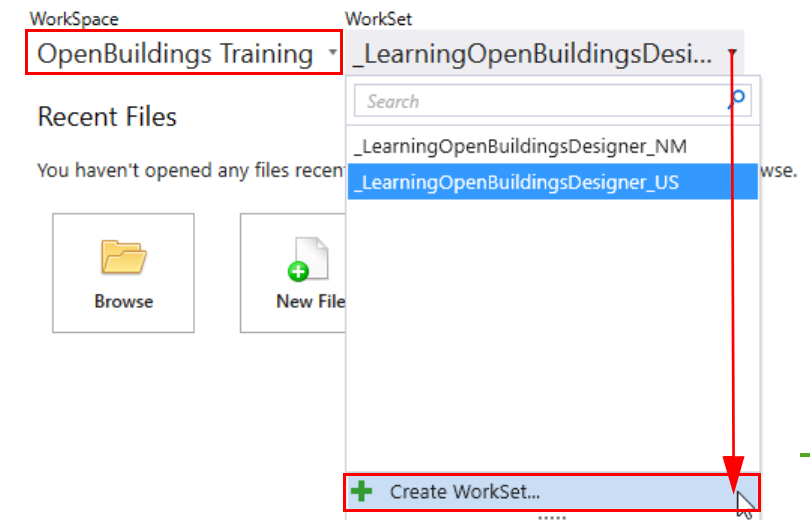 WorkSpace WorkSet
OpenBuildings Training _LearningOpenBuildingsDesi...
Search
Recent Files
_LearningOpenBuildingsDesigner_NM
You haven't opened any files recen wse.
_LearningOpenBuildingsDesigner_US
Browse New File
Create WorkSet...